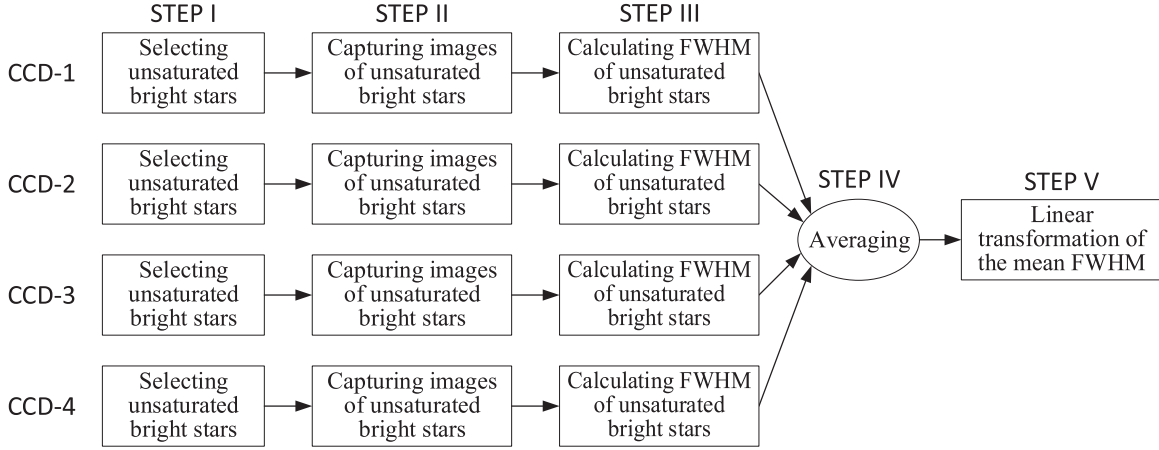 STEP I
STEP II
STEP III
CCD-1
Selecting
unsaturated
bright stars
Capturing images
of unsaturated
bright stars
Calculating FWHM
of unsaturated
bright stars
CCD-2
Selecting
unsaturated
bright stars
Capturing images
of unsaturated
bright stars
Calculating FWHM
of unsaturated
bright stars
STEP IV
Averaging
STEP V
Linear
transformation of
the mean FWHM
CCD-3
Selecting
unsaturated
bright stars
Capturing images
of unsaturated
bright stars
Calculating FWHM
of unsaturated
bright stars
CCD-4
Selecting
unsaturated
bright stars
Capturing images
of unsaturated
bright stars
Calculating FWHM
of unsaturated
bright stars